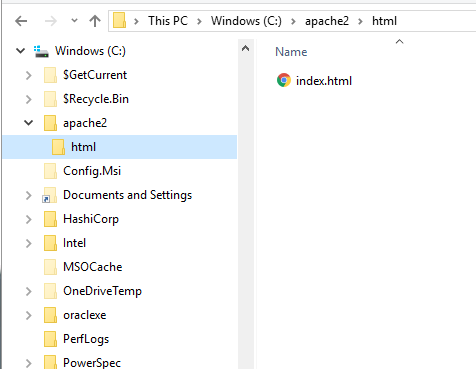 This PC > Windows (C:) > apache2 > html
Windows (C:)
$GetCurrent
$Recycle.Bin
apache2
html
Config.Msi
Documents and Settings
HashiCorp
Intel
MSOCache
OneDriveTemp
oraclexe
PerfLogs
PowerSpec
Name
index.html